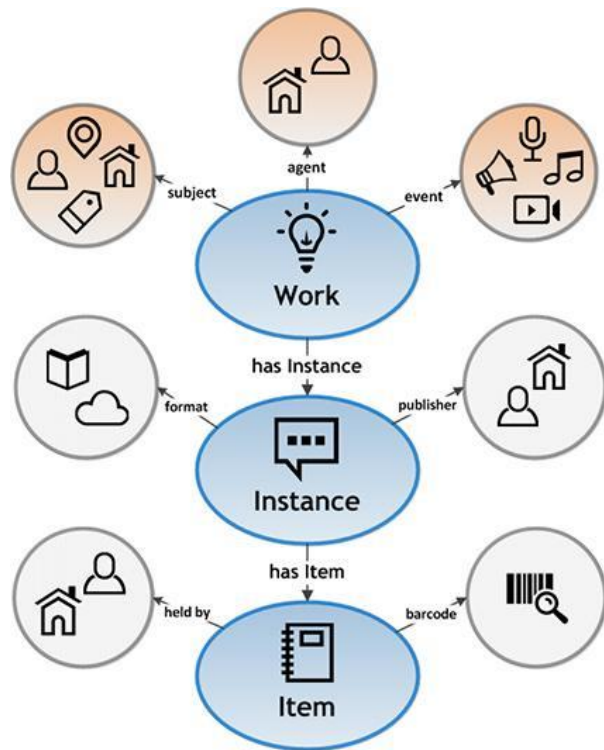 agent
subject
event
Work
has Instance
format
publisher
Instance
has Item
held by
barcode
Item